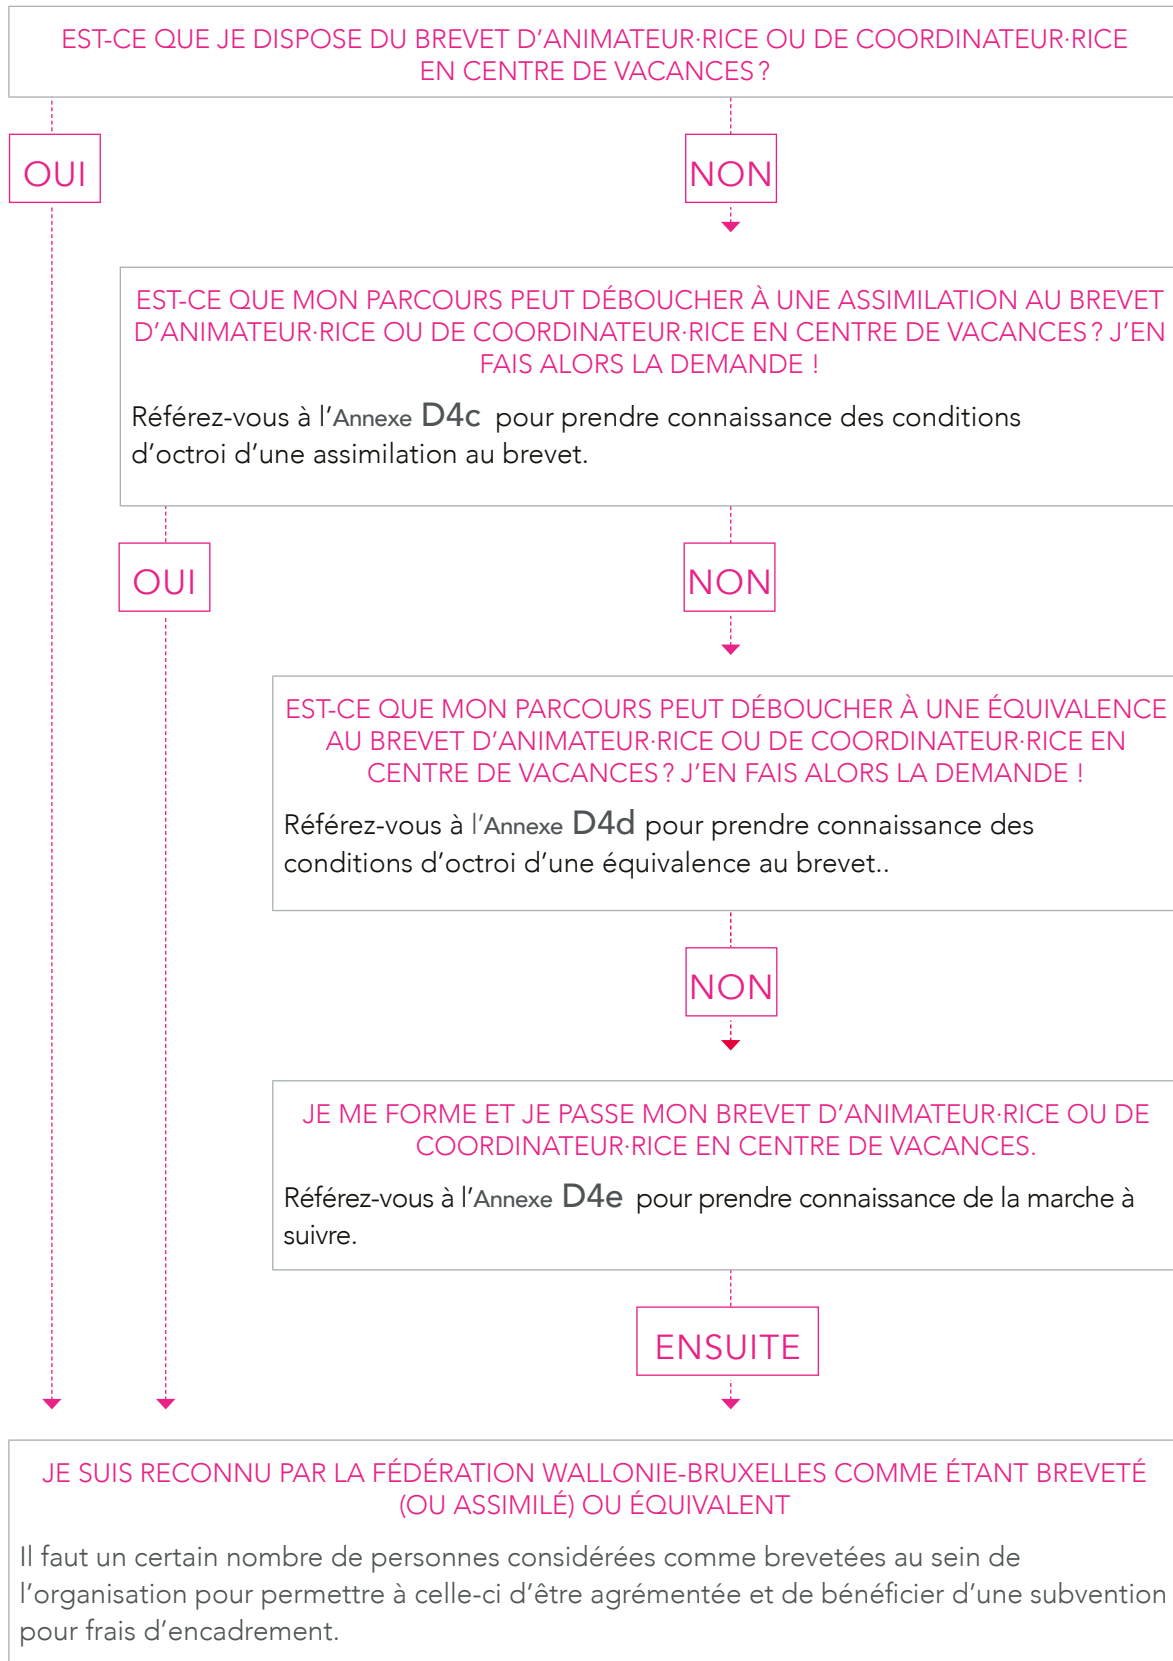 EST-CE QUE JE DISPOSE DU BREVET D’ANIMATEUR·RICE OU DE COORDINATEUR·RICE
EN CENTRE DE VACANCES ?
OUI
NON
EST-CE QUE MON PARCOURS PEUT DÉBOUCHER À UNE ASSIMILATION AU BREVET
D’ANIMATEUR·RICE OU DE COORDINATEUR·RICE EN CENTRE DE VACANCES ? J’EN
FAIS ALORS LA DEMANDE !
Référez-vous à l’Annexe D4c pour prendre connaissance des conditions
d’octroi d’une assimilation au brevet.
OUI
NON
EST-CE QUE MON PARCOURS PEUT DÉBOUCHER À UNE ÉQUIVALENCE
AU BREVET D’ANIMATEUR·RICE OU DE COORDINATEUR·RICE EN
CENTRE DE VACANCES ? J’EN FAIS ALORS LA DEMANDE !
Référez-vous à l’Annexe D4d pour prendre connaissance des
conditions d’octroi d’une équivalence au brevet..
NON
JE ME FORME ET JE PASSE MON BREVET D’ANIMATEUR·RICE OU DE
COORDINATEUR·RICE EN CENTRE DE VACANCES.
Référez-vous à l’Annexe D4e pour prendre connaissance de la marche à
suivre.
ENSUITE
JE SUIS RECONNU PAR LA FÉDÉRATION WALLONIE-BRUXELLES COMME ÉTANT BREVETÉ
(OU ASSIMILÉ) OU ÉQUIVALENT
Il faut un certain nombre de personnes considérées comme brevetées au sein de
l’organisation pour permettre à celle-ci d’être agrémentée et de bénéficier d’une subvention
pour frais d’encadrement.